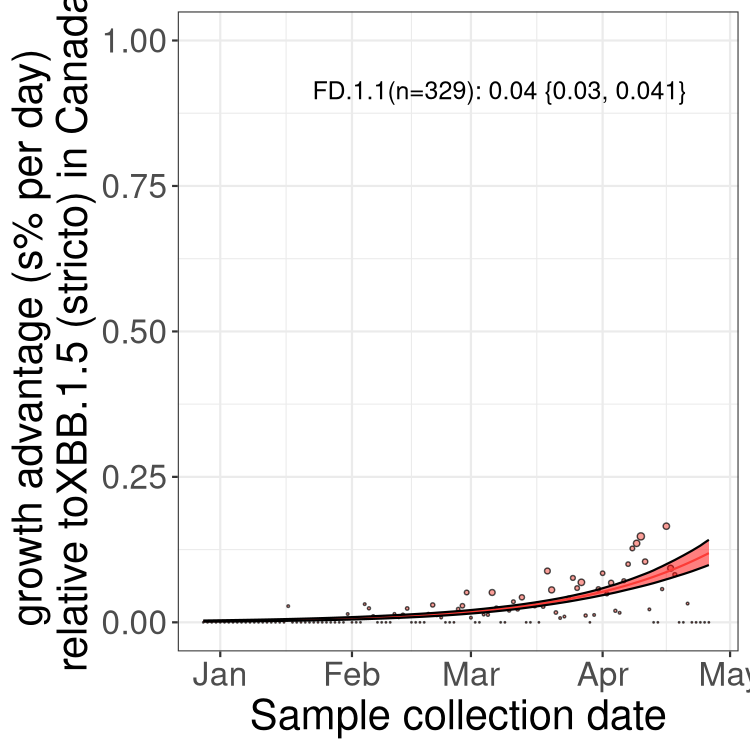 growth advantage (s% per day)
relative toXBB.1.5 (stricto) in Canada
1.00
0.75
0.50
0.25
0.00
FD.1.1(n=329): 0.04 {0.03, 0.041}
Jan Feb Mar Apr May
Sample collection date